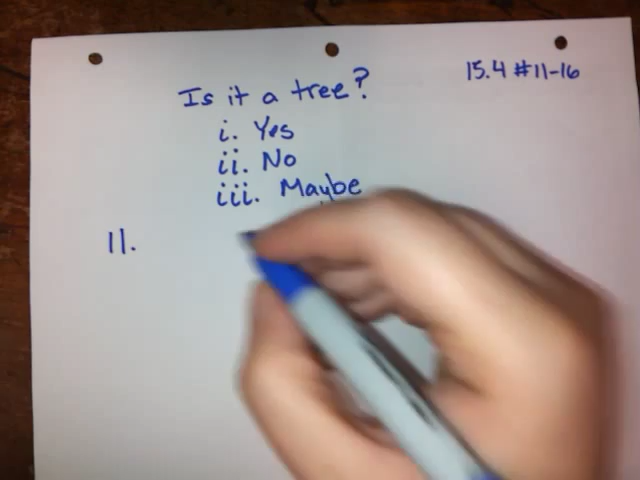 15.4 #11-16
Is it a tree?
i. Yes
ii. No
iii. Maybe
11.